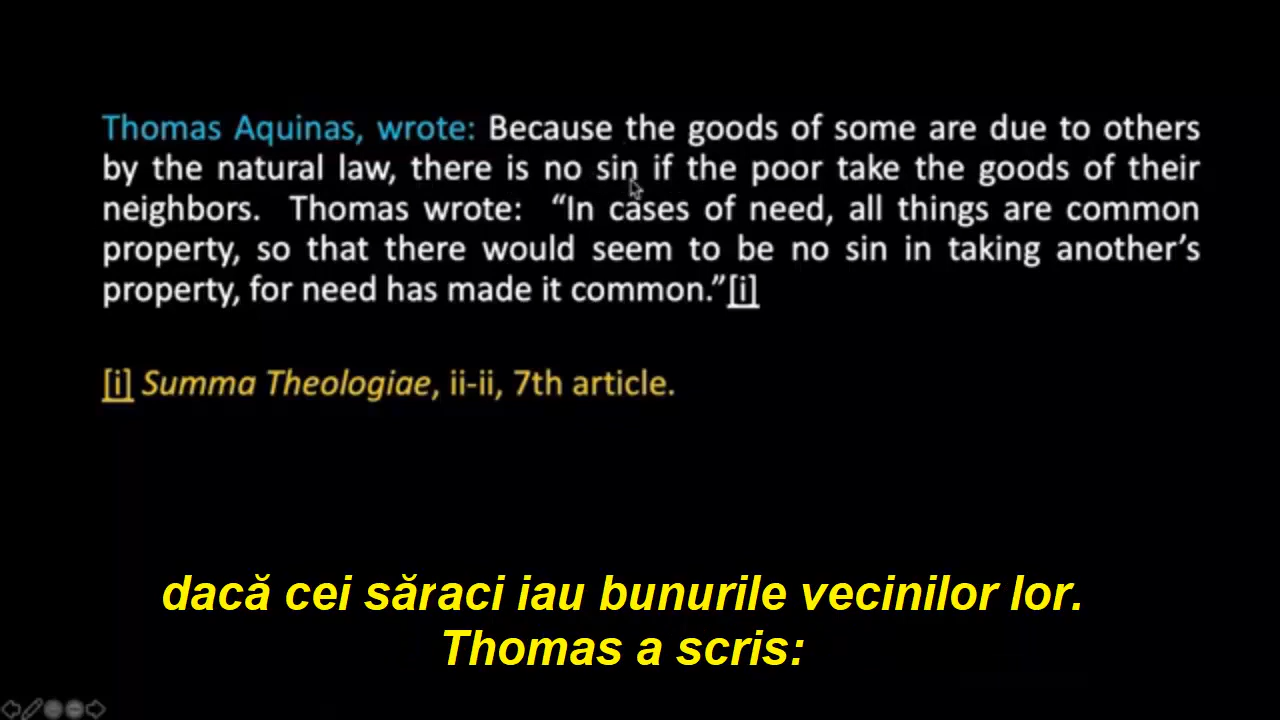 Thomas Aquinas, wrote: Because the goods of some are due to others
by the natural law, there is no sin if the poor take the goods of their
neighbors. Thomas wrote: “In cases of need, all things are common
property, so that there would seem to be no sin in taking another’s
property, for need has made it common.”[i]
[i] Summa Theologiae, ii-ii, 7th article.
dacă cei săraci iau bunurile vecinilor lor.
Thomas a scris: